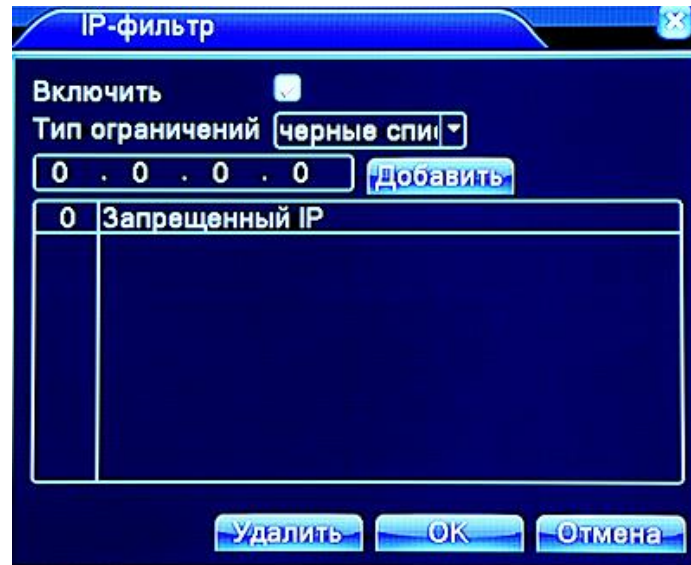 IP-фильтр
Включить
Тип ограничений черные спи
0 . 0 . 0 . 0 Добавить
0 Запрещенный IP
Удалить OK Отмена